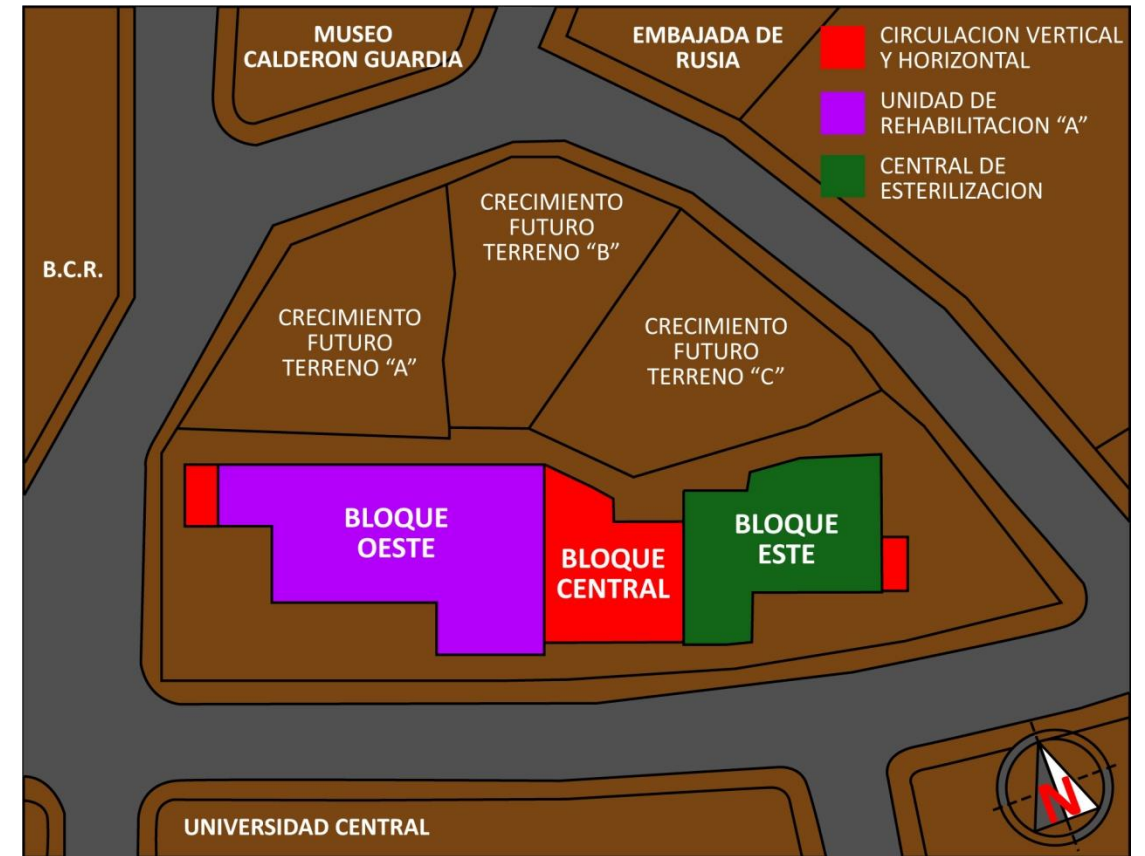 MUSEO
CALDERON GUARDIA
EMBAJADA DE
RUSIA
CIRCULACION VERTICAL
Y HORIZONTAL
UNIDAD DE
REHABILITACION “A”
CENTRAL DE
ESTERILIZACION
B.C.R.
CRECIMIENTO
FUTURO
TERRENO “B”
CRECIMIENTO
FUTURO
TERRENO “A”
CRECIMIENTO
FUTURO
TERRENO “C”
BLOQUE
OESTE
BLOQUE
CENTRAL
BLOQUE
ESTE
UNIVERSIDAD CENTRAL
N